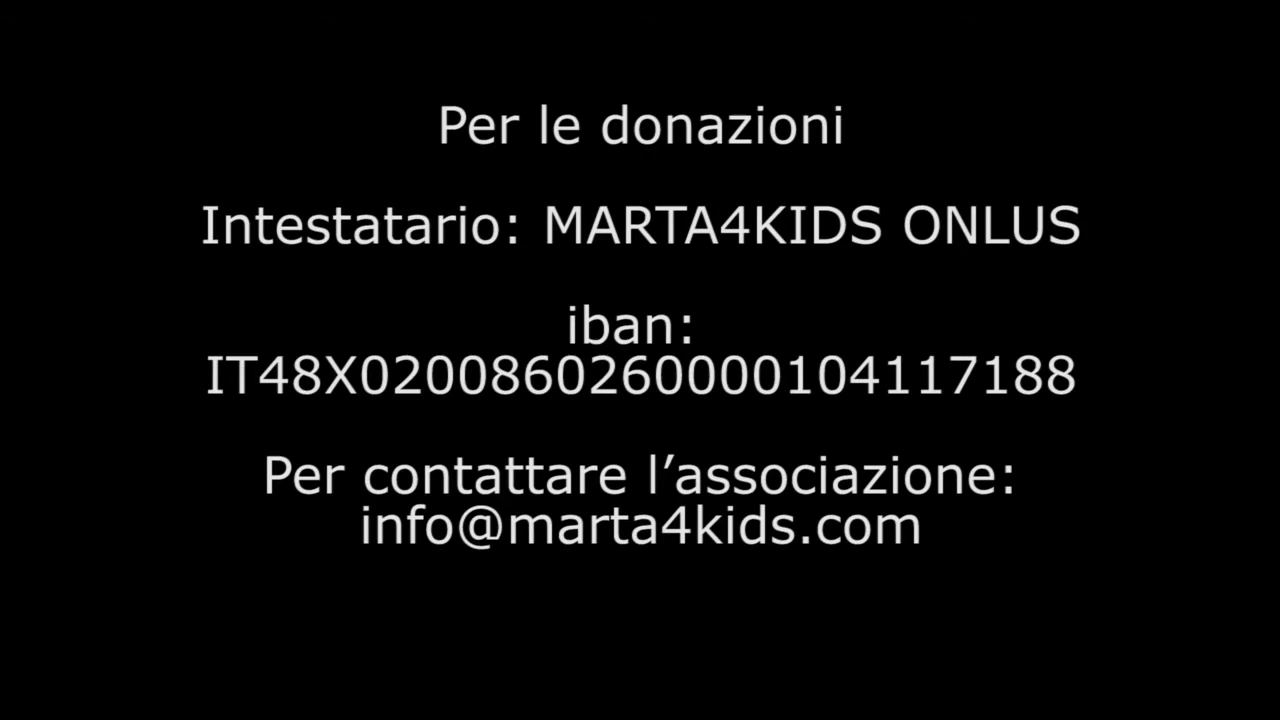 Per le donazioni
Intestatario: MARTA4KIDS ONLUS
iban:
IT48X0200860260000104117188
Per contattare l’associazione:
info@marta4kids.com